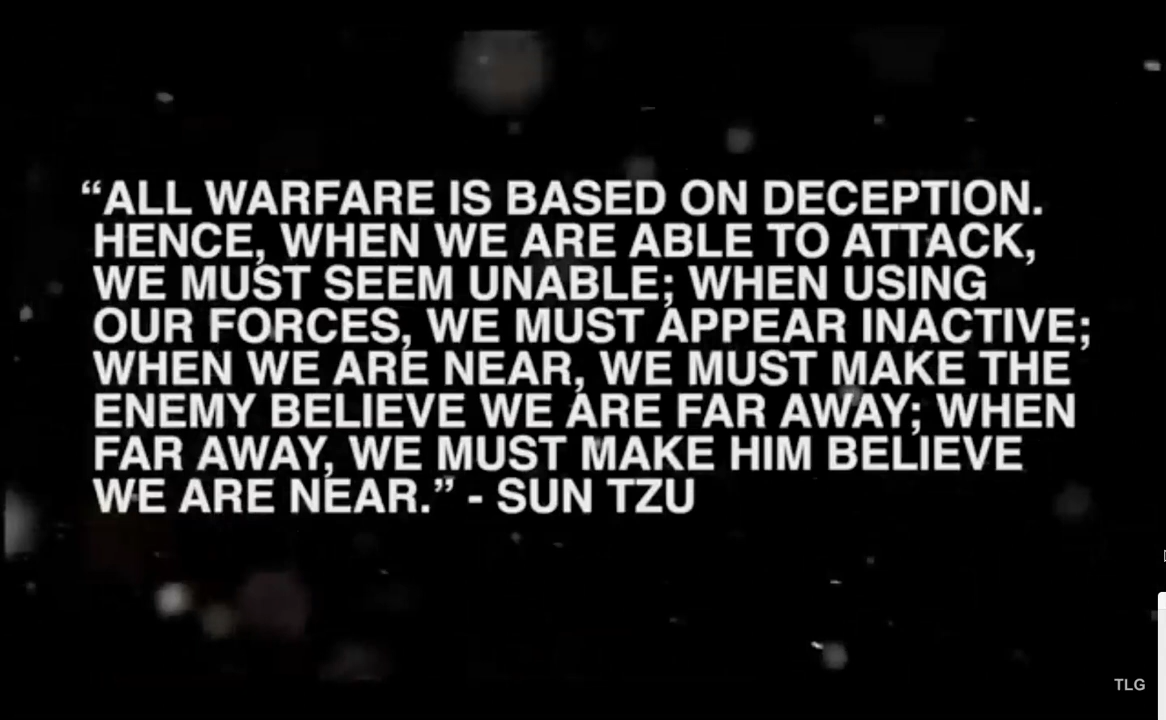 “ALL WARFARE IS BASED ON DECEPTION.
HENCE, WHEN WE ARE ABLE TO ATTACK,
WE MUST SEEM UNABLE; WHEN USING
OUR FORCES, WE MUST APPEAR INACTIVE;
WHEN WE ARE NEAR, WE MUST MAKE THE
ENEMY BELIEVE WE ARE FAR AWAY; WHEN
FAR AWAY, WE MUST MAKE HIM BELIEVE
WE ARE NEAR.” - SUN TZU
TLG